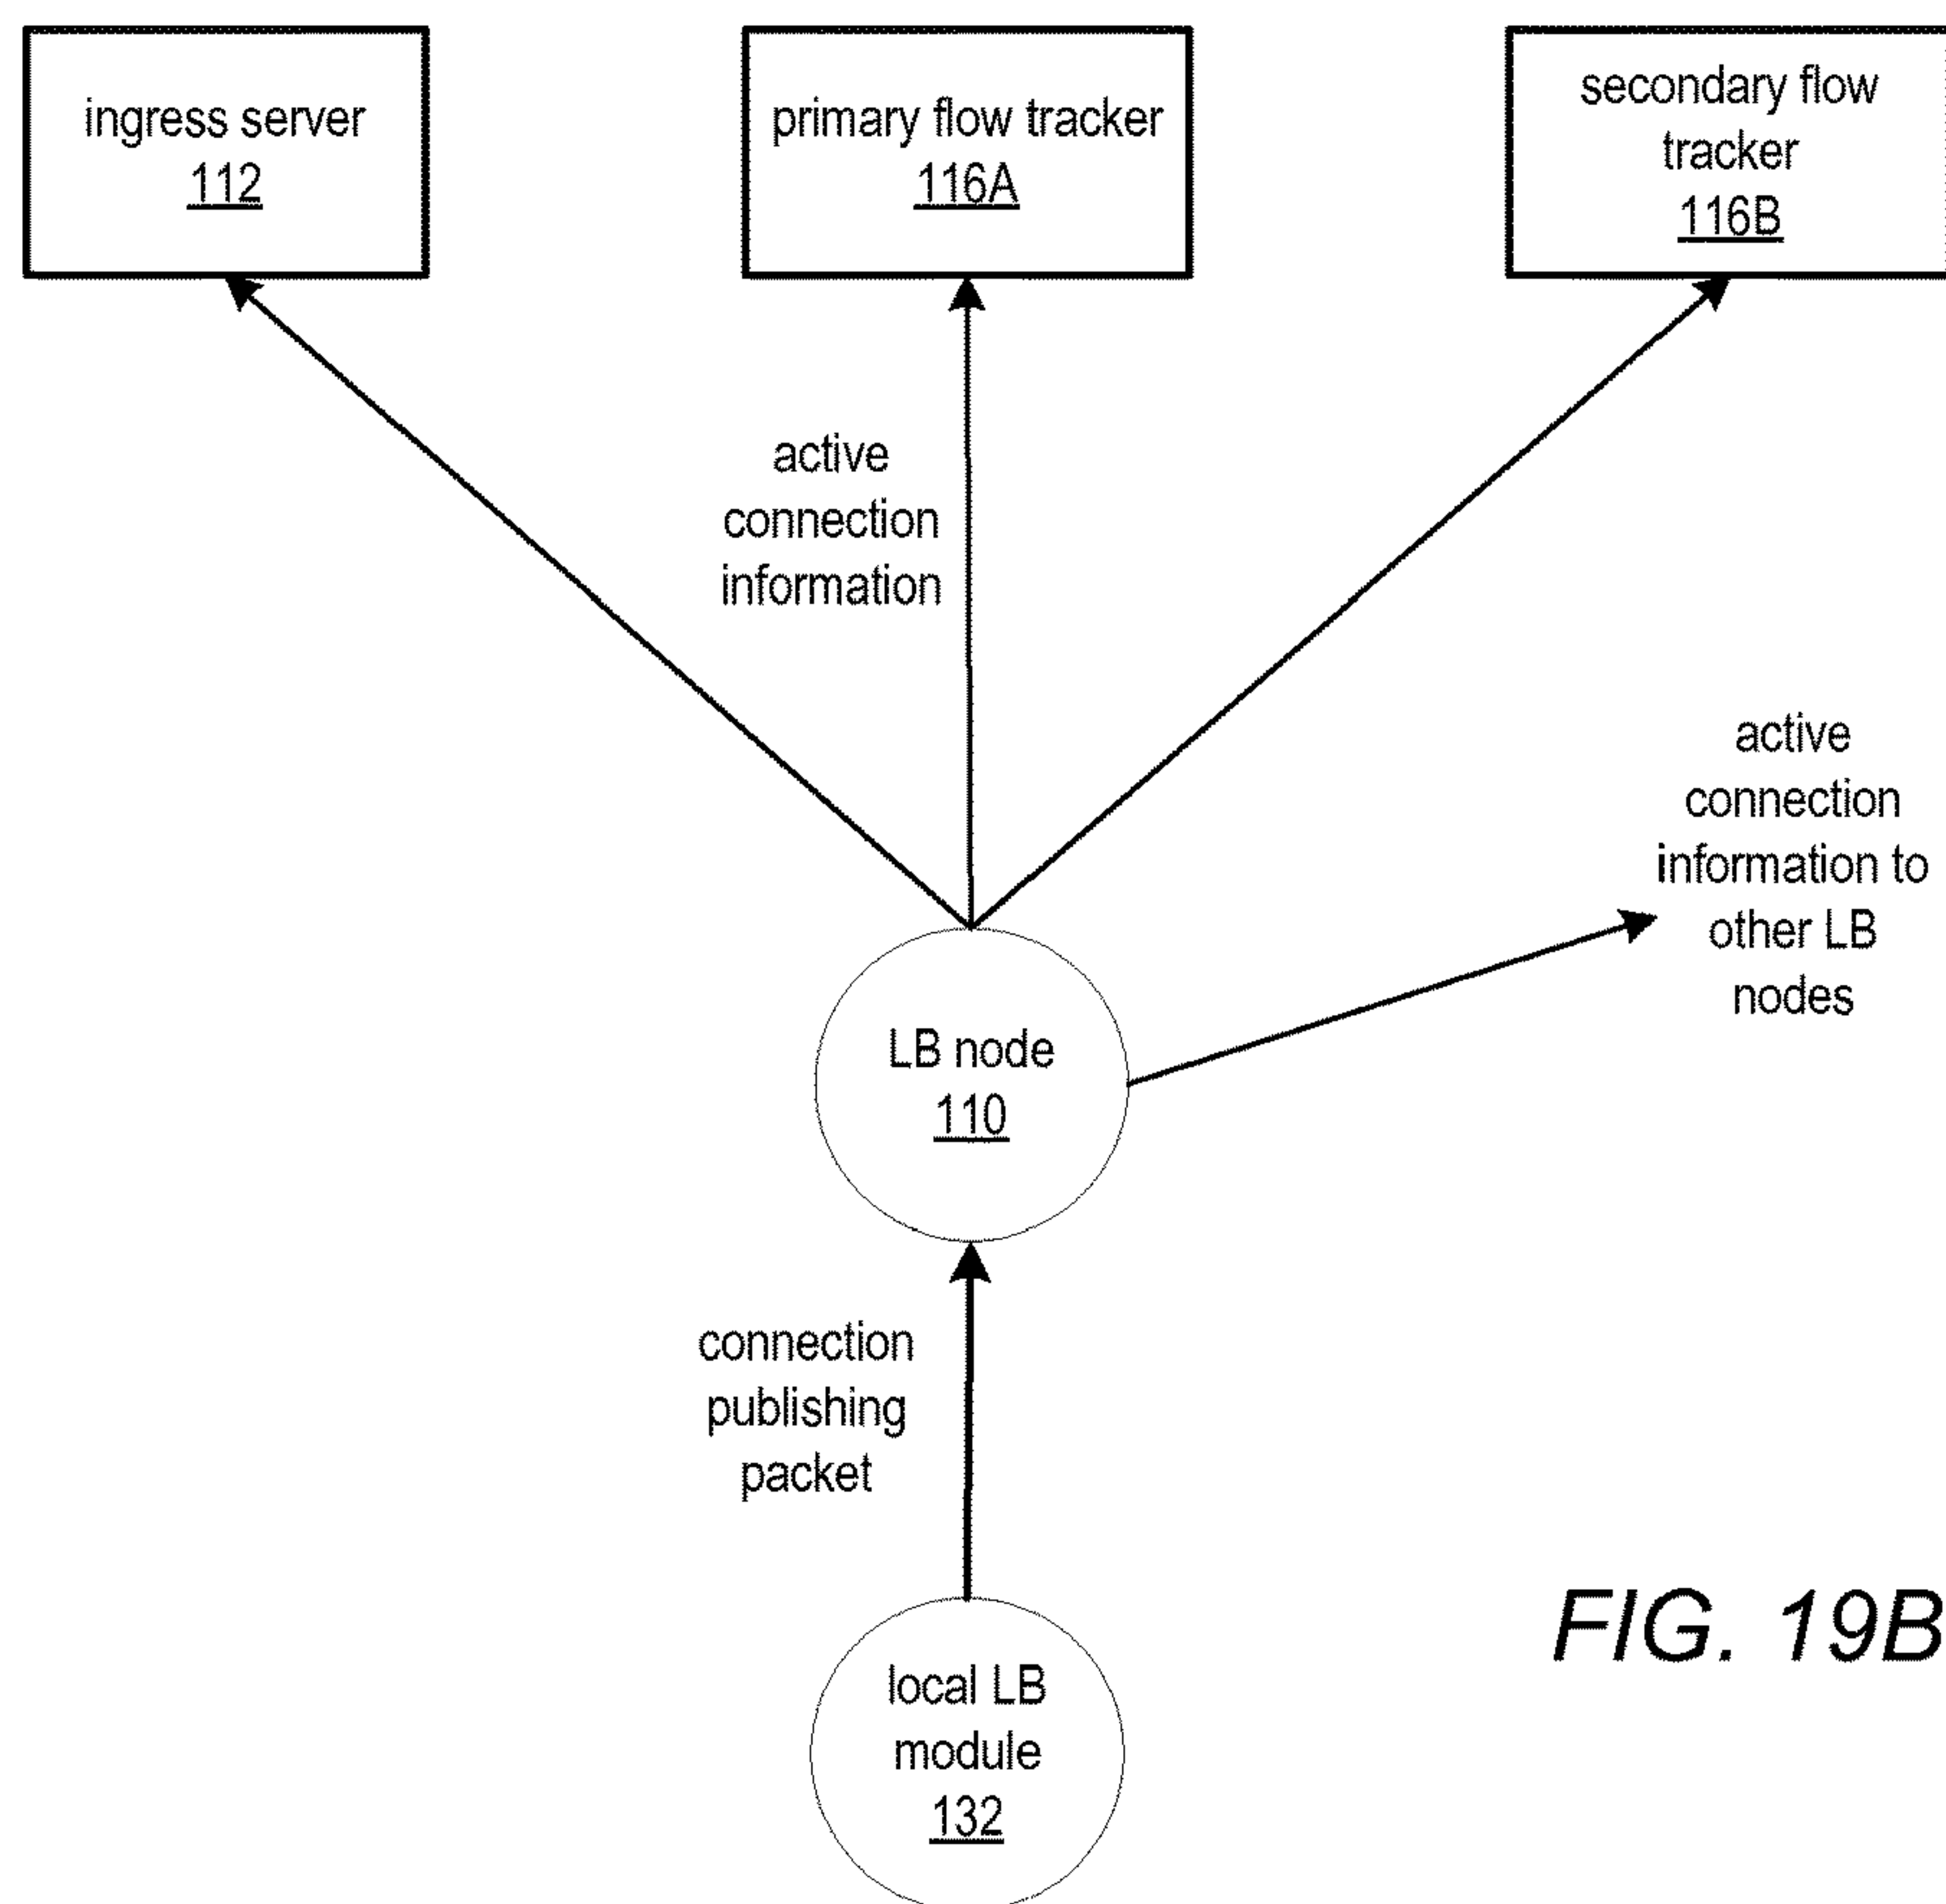 ingress server
112
primary flow tracker
116A
secondary flow
tracker
116B
active
connection
information
active
connection
information to
other LB
nodes
LB node
110
connection
publishing
packet
local LB
module
132
FIG. 19B